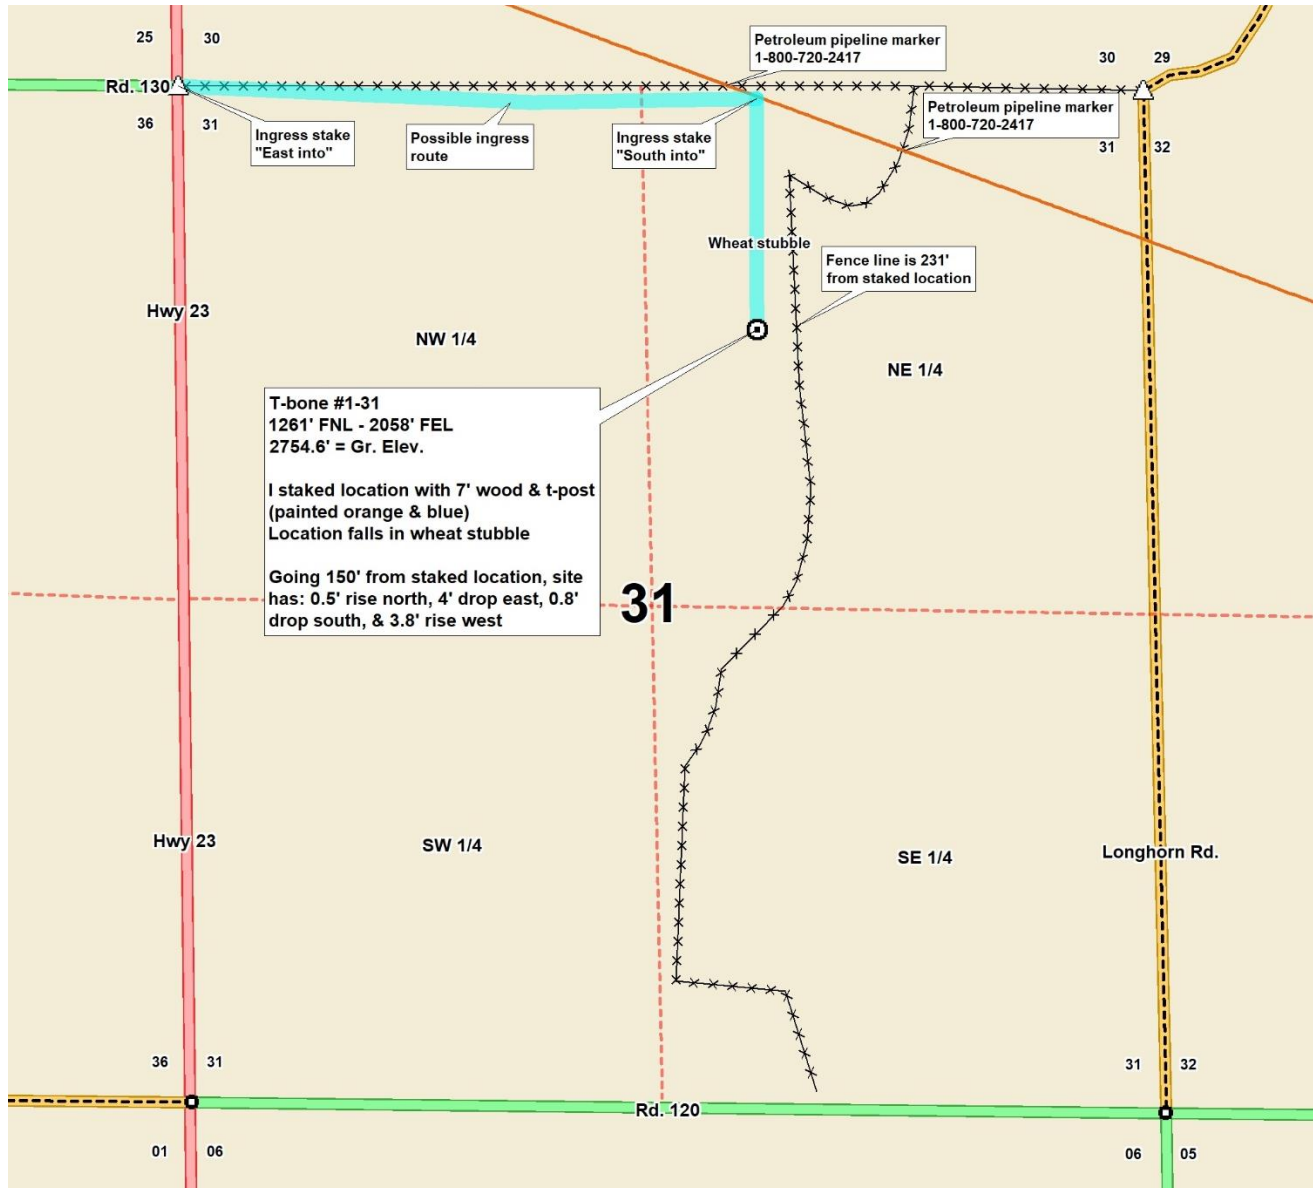 25 30
Petroleum pipeline marker
1-800-720-2417
30 29
Rd. 130
36 31
Ingress stake
"East into"
Possible ingress
route
Ingress stake
"South into"
Petroleum pipeline marker
1-800-720-2417
31 32
Wheat stubble
Fence line is 231'
from staked location
Hwy 23
NW 1/4
NE 1/4
T-bone #1-31
1261' FNL - 2058' FEL
2754.6' = Gr. Elev.
I staked location with 7' wood & t-post
(painted orange & blue)
Location falls in wheat stubble
Going 150' from staked location, site
has: 0.5' rise north, 4' drop east, 0.8'
drop south, & 3.8' rise west
31
Hwy 23
SW 1/4
SE 1/4
Longhorn Rd.
36 31
31 32
Rd. 120
01 06
06 05